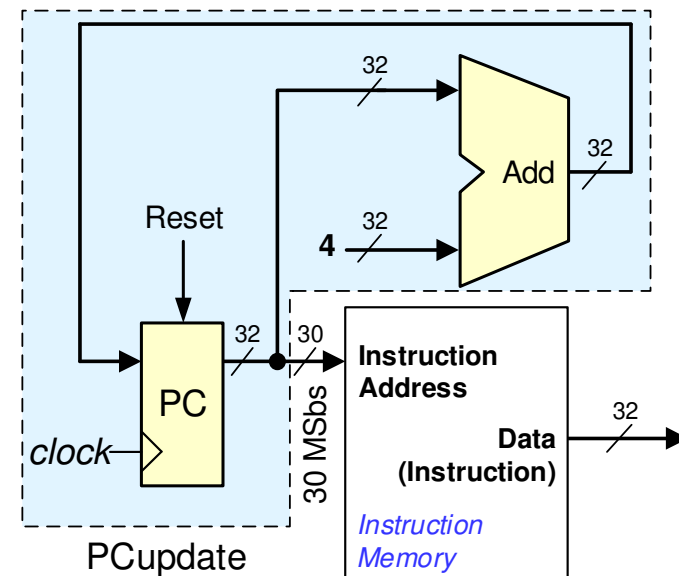 32
Add
32
Reset
4
32
32
30
Instruction
Address
PC
30 MSbs
clock
Data
(Instruction)
32
Instruction
Memory
PCupdate